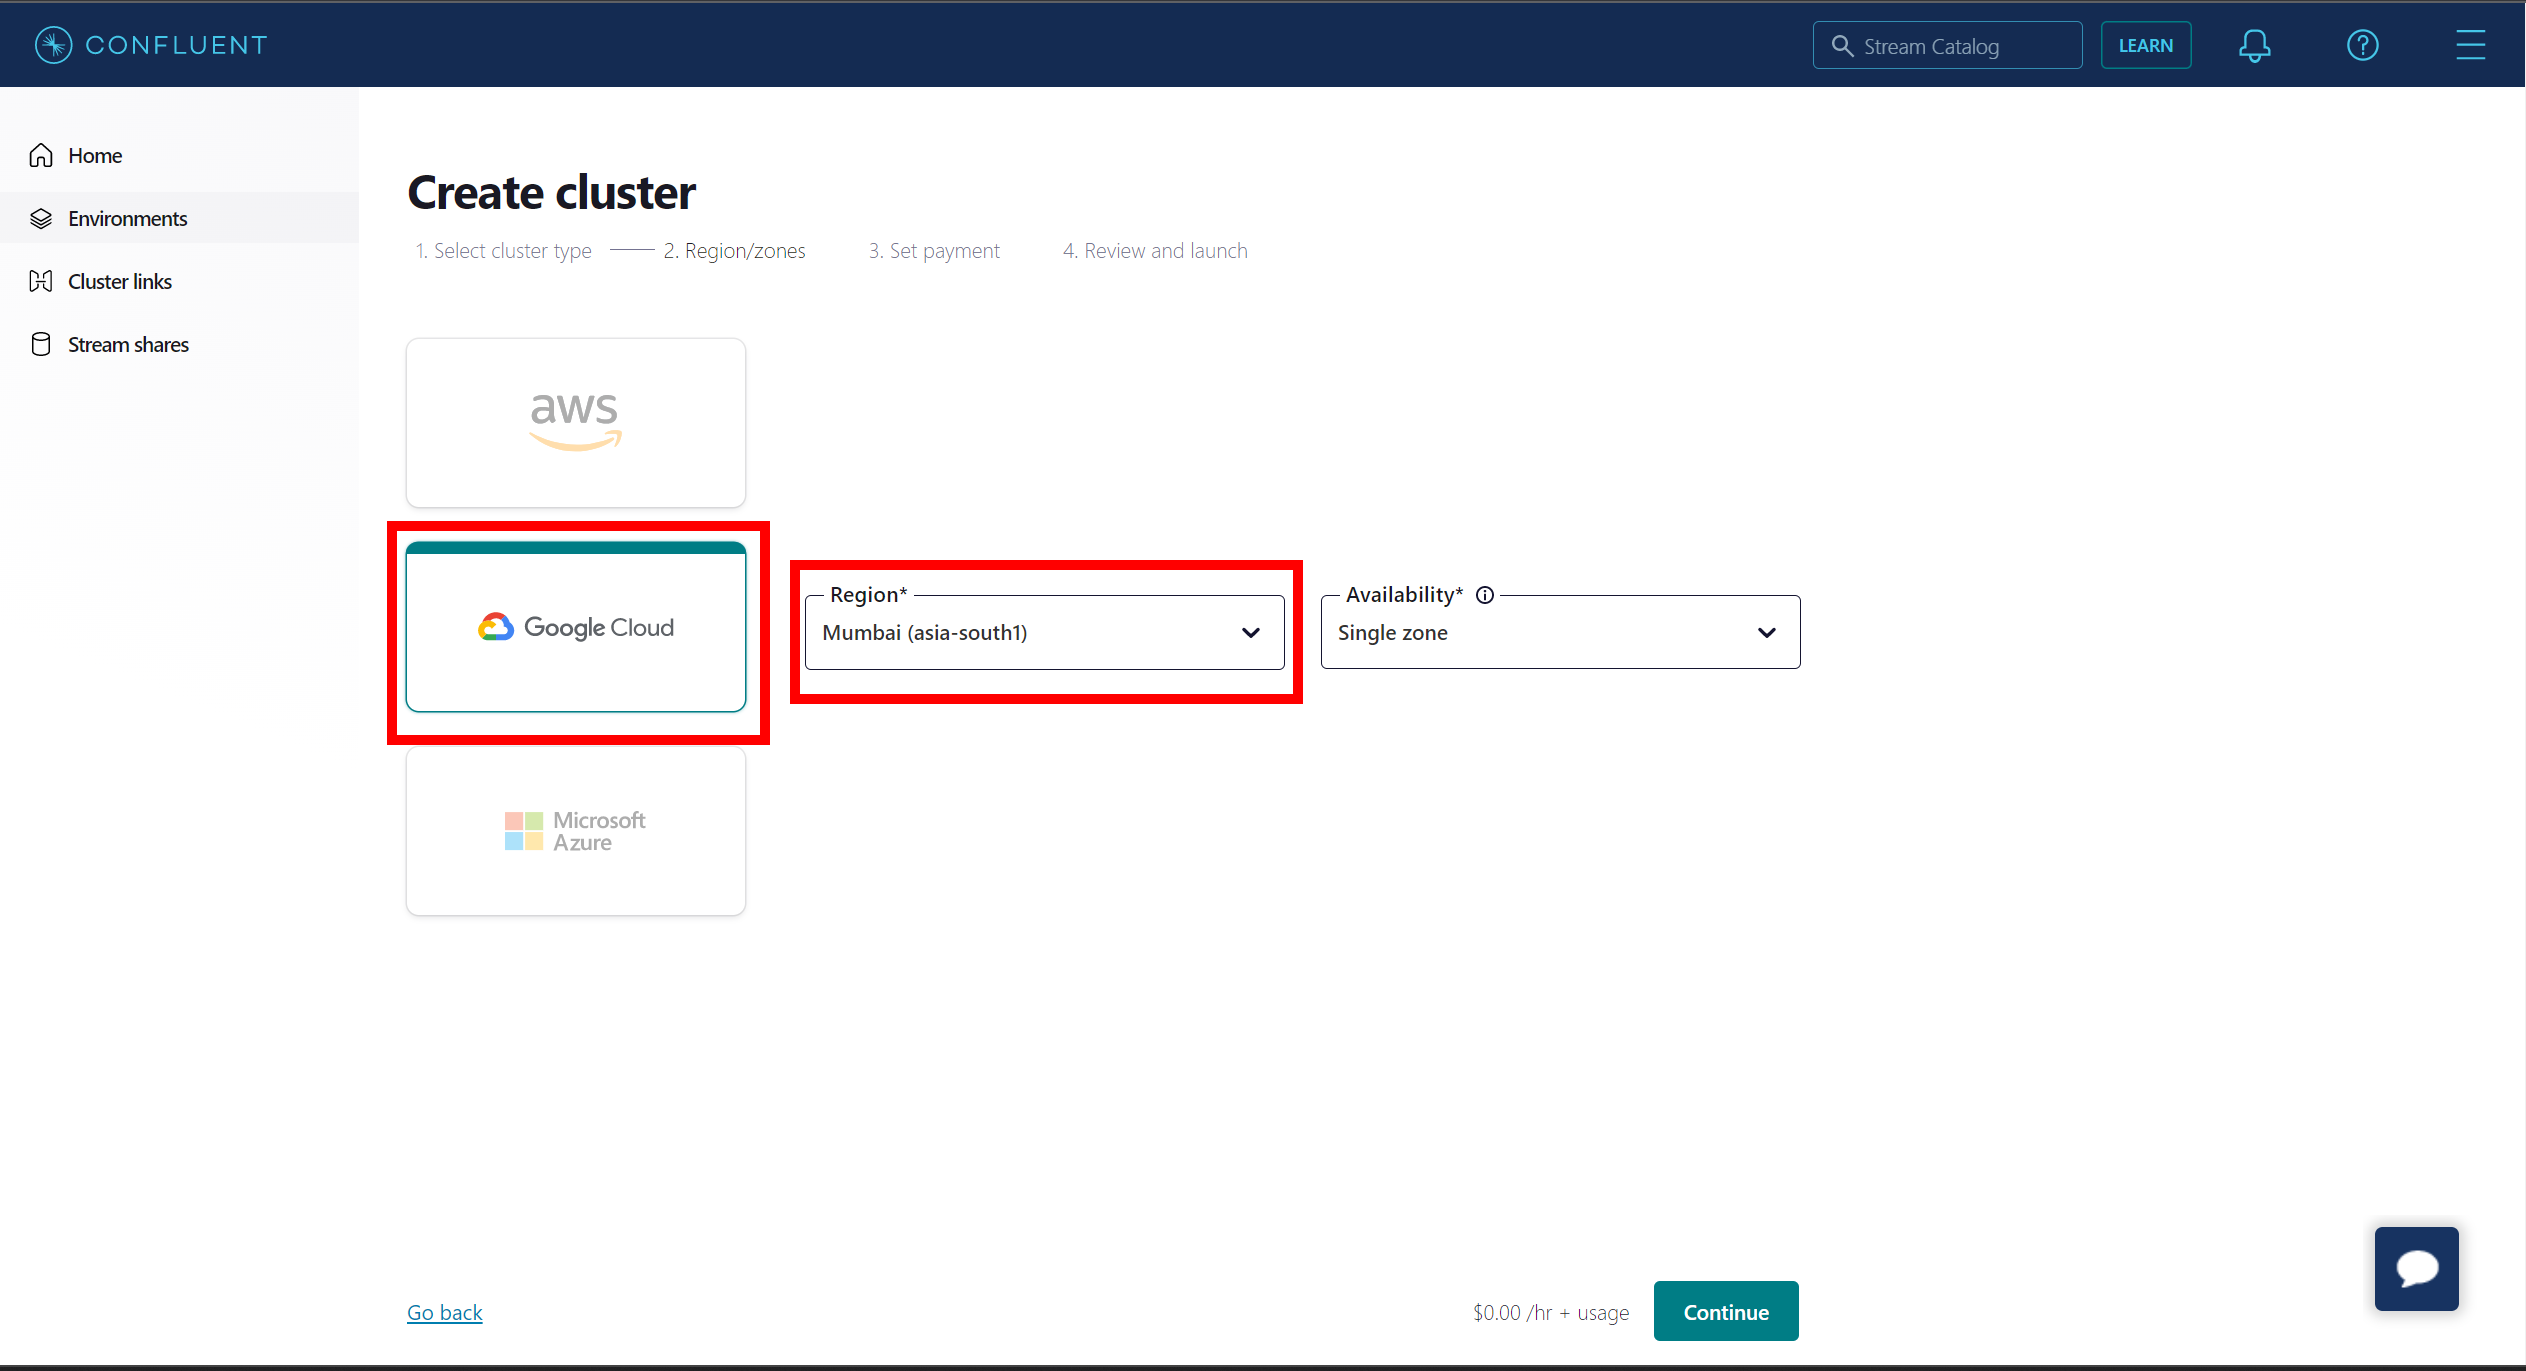 CONFLUENT
Stream Catalog
LEARN
Home
Environments
Cluster links
Stream shares
Create cluster
1. Select cluster type
2. Region/zones
3. Set payment
4. Review and launch
aws
Google Cloud
Region*
Mumbai (asia-south1)
Availability*
Single zone
Microsoft
Azure
Go back
$0.00 /hr + usage
Continue